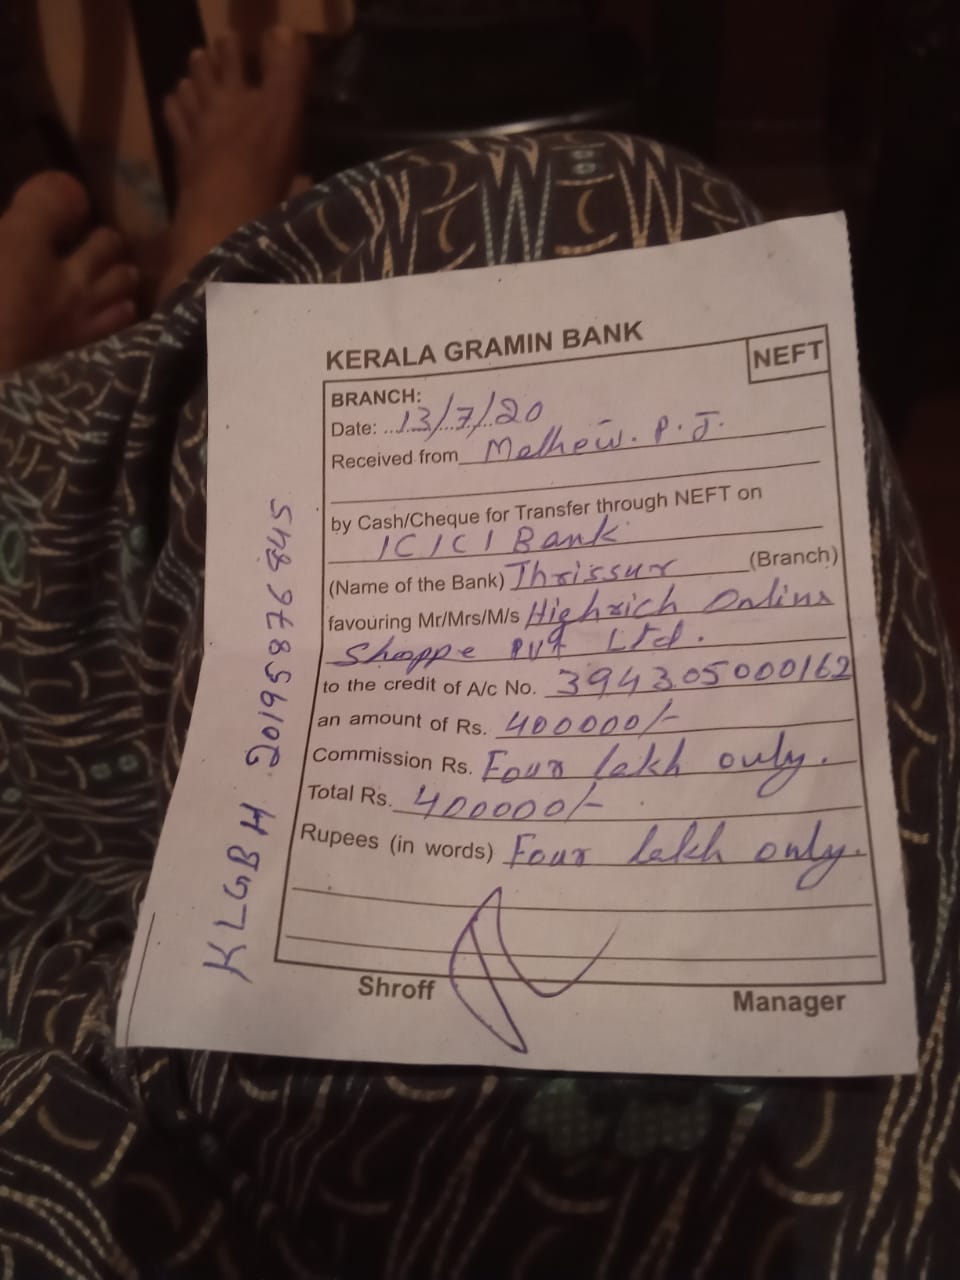 KERALA GRAMIN BANK
NEFT
BRANCH:
Date: 13/7/20
Received from Mathew. P. J.
by Cash/Cheque for Transfer through NEFT on
ICICI Bank
(Name of the Bank) Thrissur (Branch)
favouring Mr/Mrs/M/s Highrich Online
Shoppe Pvt Ltd.
to the credit of A/c No. 394305000162
an amount of Rs. 400000/-
Commission Rs. Four lakh only.
Total Rs. 400000/-
Rupees (in words) Four lakh only.
Shroff
Manager
KLGBH 20195876845